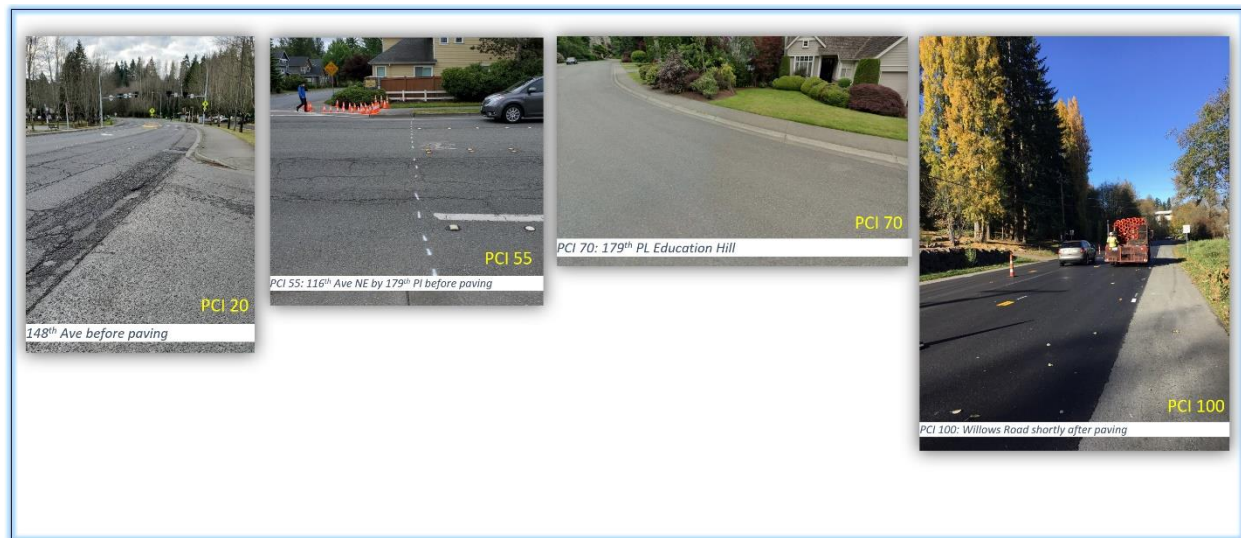 PCI 20
148th Ave before paving
PCI 55
PCI 55: 116th Ave NE by 179th Pl before paving
PCI 70
PCI 70: 179th PL Education Hill
PCI 100
PCI 100: Willows Road shortly after paving